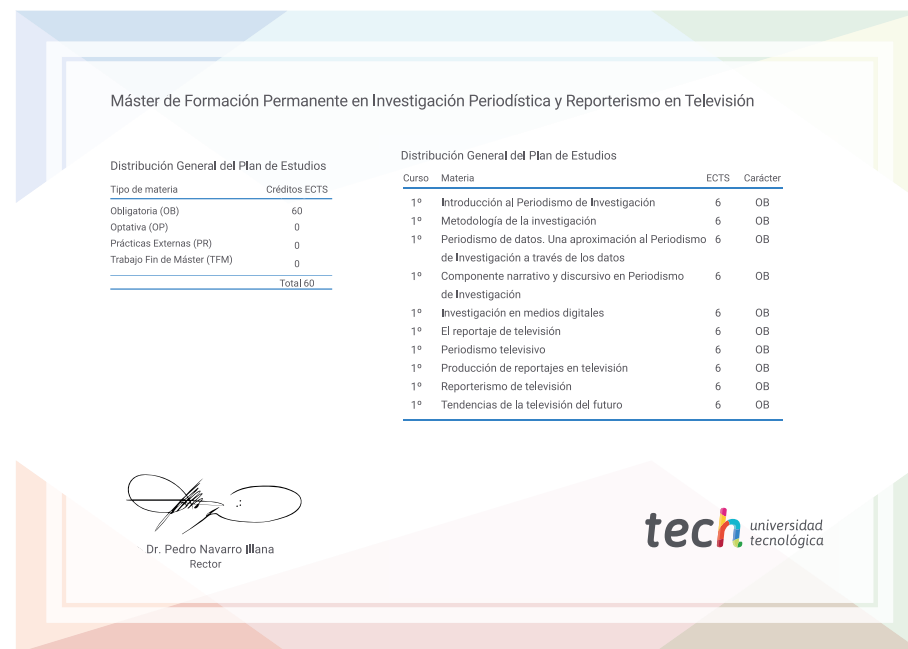 Máster de Formación Permanente en Investigación Periodística y Reporterismo en Televisión
Distribución General del Plan de Estudios
Tipo de materia Créditos ECTS
Obligatoria (OB) 60
Optativa (OP) 0
Prácticas Externas (PR) 0
Trabajo Fin de Máster (TFM) 0
Total 60
Distribución General del Plan de Estudios
Curso Materia ECTS Carácter
1º Introducción al Periodismo de Investigación 6 OB
1º Metodología de la investigación 6 OB
1º Periodismo de datos. Una aproximación al Periodismo 6 OB
de Investigación a través de los datos
1º Componente narrativo y discursivo en Periodismo 6 OB
de Investigación
1º Investigación en medios digitales 6 OB
1º El reportaje de televisión 6 OB
1º Periodismo televisivo 6 OB
1º Producción de reportajes en televisión 6 OB
1º Reporterismo de televisión 6 OB
1º Tendencias de la televisión del futuro 6 OB
Dr. Pedro Navarro Illana
Rector
tech universidad
tecnológica